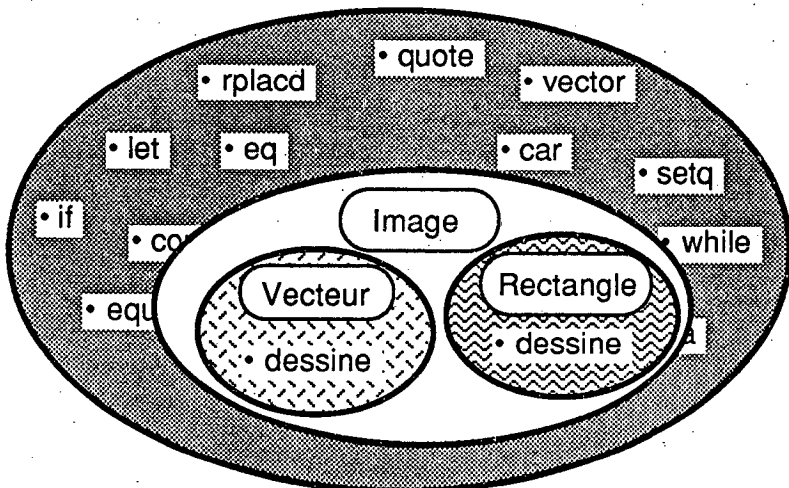 • quote
• rplacd
• vector
• let
• eq
• car
• setq
• if
Image
• while
Vecteur
Rectangle
• dessine
• dessine